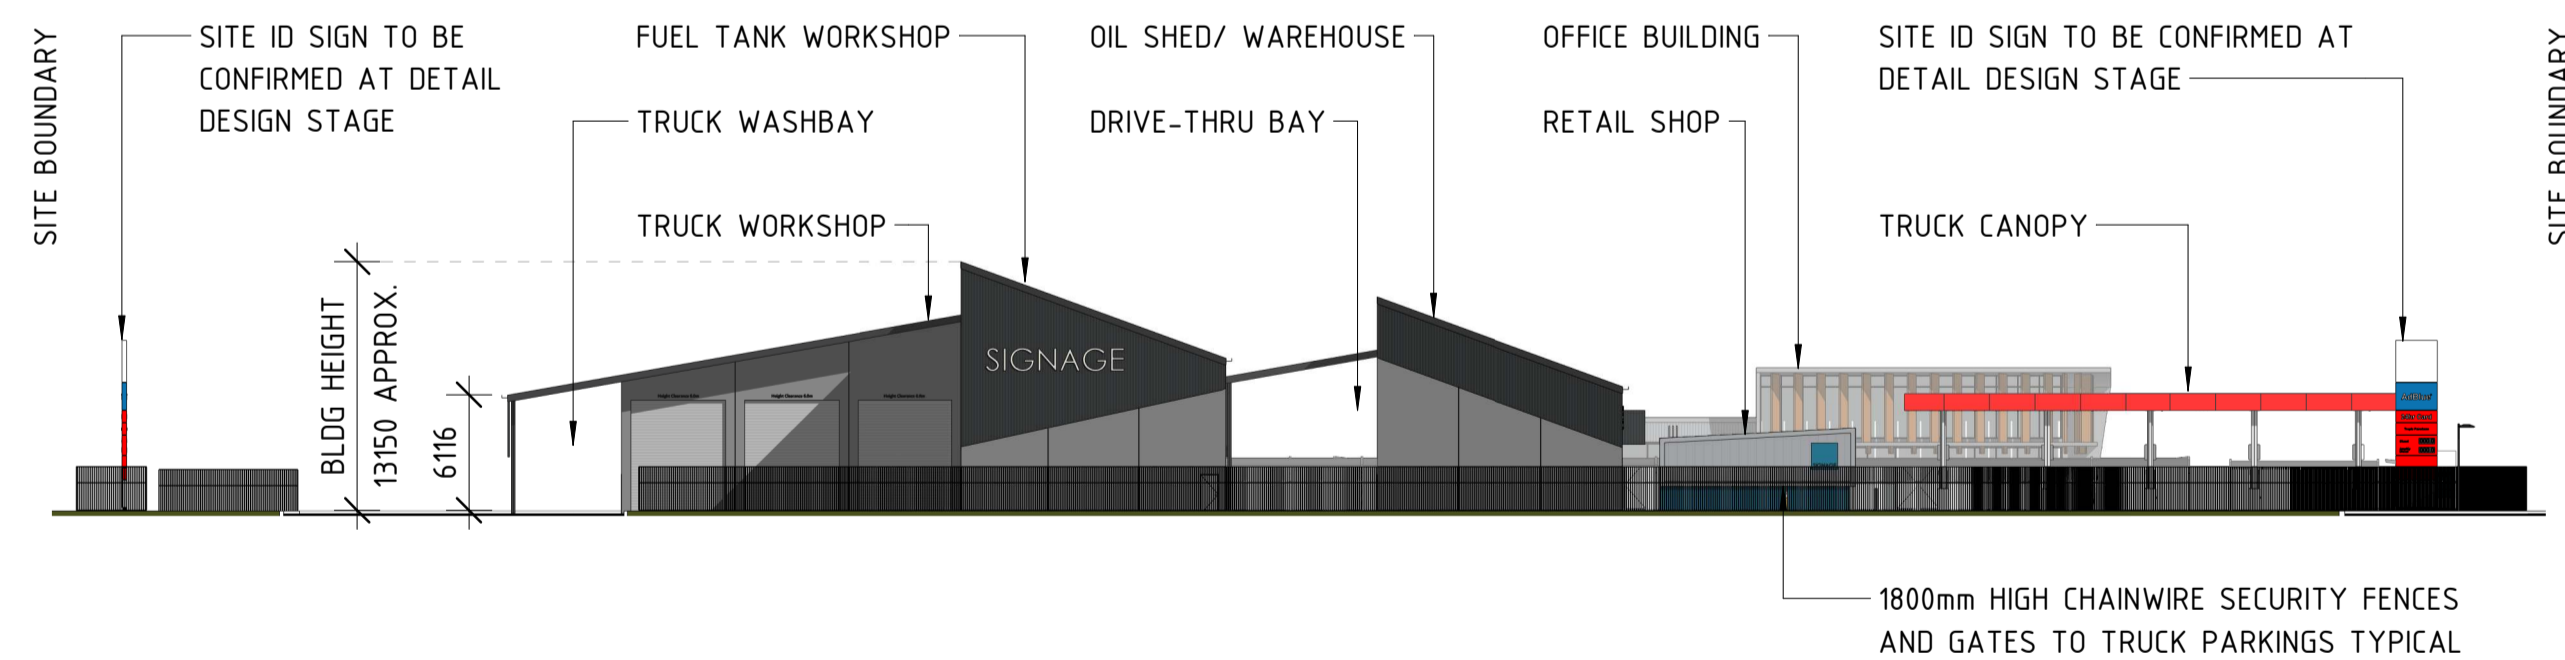 SITE BOUNDARY
SITE ID SIGN TO BE
CONFIRMED AT DETAIL
DESIGN STAGE
FUEL TANK WORKSHOP
TRUCK WASHBAY
TRUCK WORKSHOP
OIL SHED/ WAREHOUSE
DRIVE-THRU BAY
OFFICE BUILDING
RETAIL SHOP
SITE ID SIGN TO BE CONFIRMED AT
DETAIL DESIGN STAGE
TRUCK CANOPY
SITE BOUNDARY
BLDG HEIGHT
13150 APPROX.
6116
SIGNAGE
AdBlue
1800mm HIGH CHAINWIRE SECURITY FENCES
AND GATES TO TRUCK PARKINGS TYPICAL